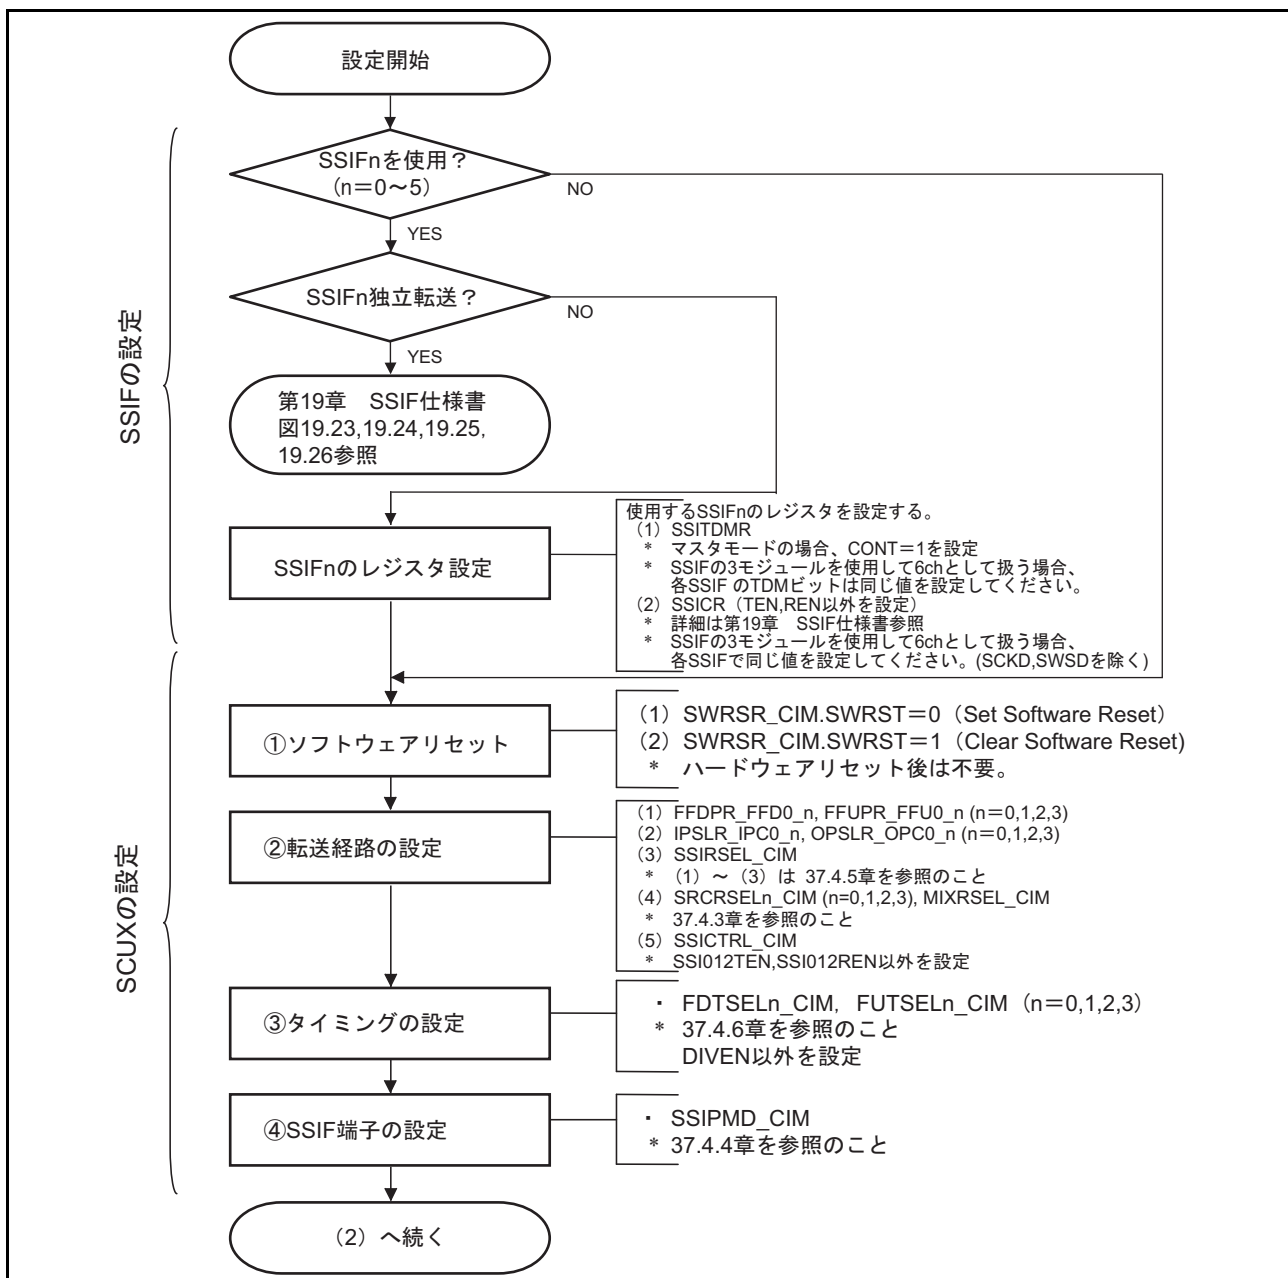 設定開始
SSIFnを使用？
（n＝0～5）
NO
YES
SSIFn独立転送？
NO
YES
第19章　SSIF仕様書
図19.23,19.24,19.25,
19.26参照
SSIFの設定
SSIFnのレジスタ設定
使用するSSIFnのレジスタを設定する。
（1）SSITDMR
*　マスタモードの場合、CONT＝1を設定
*　SSIFの3モジュールを使用して6chとして扱う場合、
各SSIF のTDMビットは同じ値を設定してください。
（2）SSICR（TEN,REN以外を設定）
*　詳細は第19章　SSIF仕様書参照
*　SSIFの3モジュールを使用して6chとして扱う場合、
各SSIFで同じ値を設定してください。(SCKD,SWSDを除く)
SCUXの設定
①ソフトウェアリセット
（1）SWRSR_CIM.SWRST＝0（Set Software Reset）
（2）SWRSR_CIM.SWRST＝1（Clear Software Reset)
*　ハードウェアリセット後は不要。
②転送経路の設定
（1）FFDPR_FFD0_n, FFUPR_FFU0_n (n＝0,1,2,3)
（2）IPSLR_IPC0_n, OPSLR_OPC0_n (n＝0,1,2,3)
（3）SSIRSEL_CIM
*　（1）～（3）は 37.4.5章を参照のこと
（4）SRCRSELn_CIM (n=0,1,2,3), MIXRSEL_CIM
*　37.4.3章を参照のこと
（5）SSICTRL_CIM
*　SSI012TEN,SSI012REN以外を設定
③タイミングの設定
・ FDTSELn_CIM,　FUTSELn_CIM（n＝0,1,2,3）
*　37.4.6章を参照のこと
DIVEN以外を設定
④SSIF端子の設定
・ SSIPMD_CIM
* 37.4.4章を参照のこと
（2）へ続く